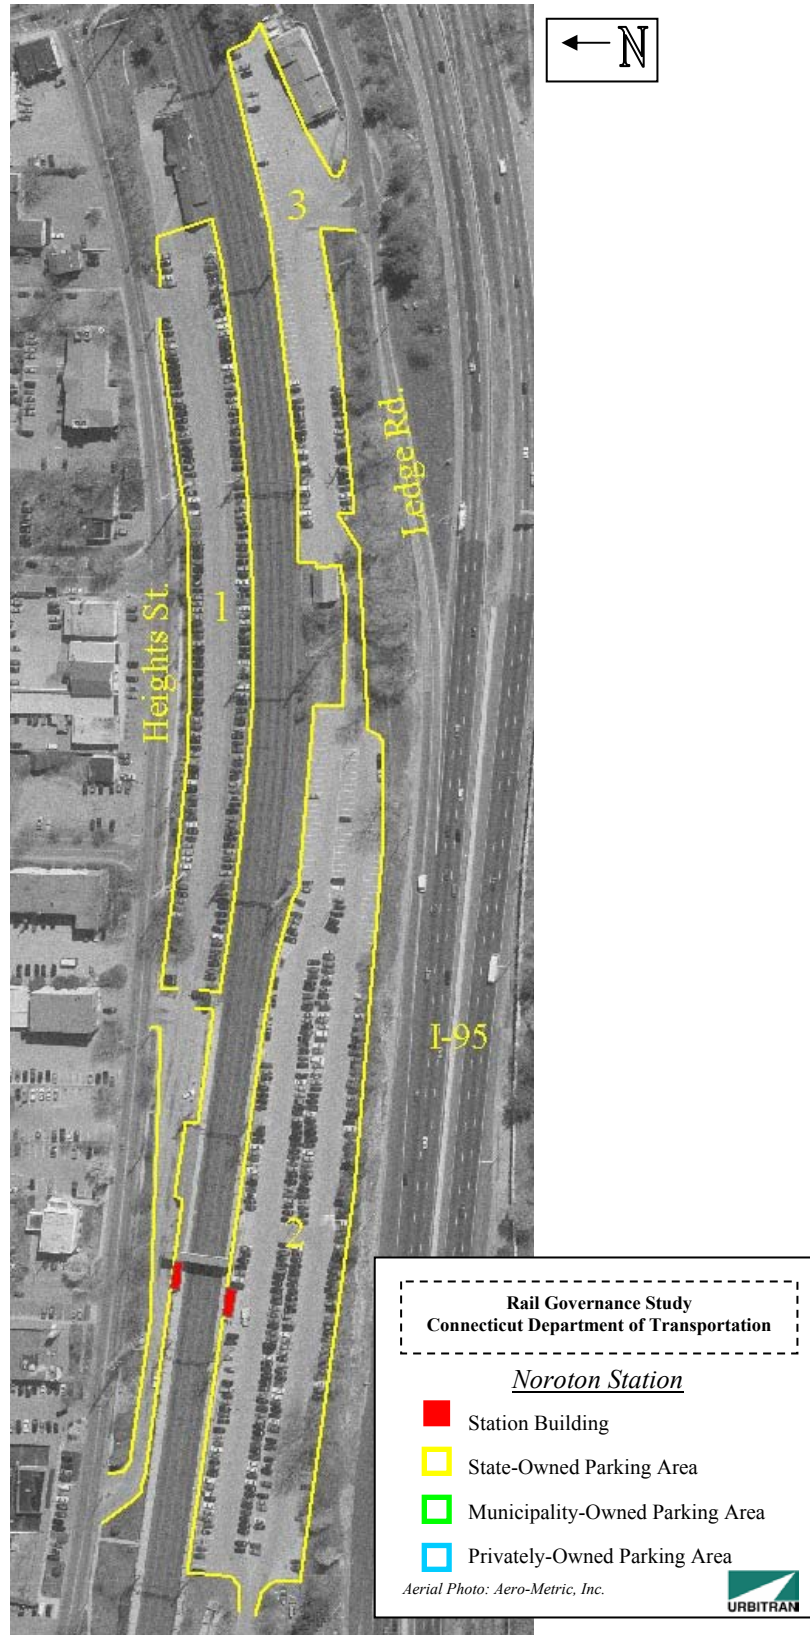 N
3
Ledge Rd.
1
Heights St.
I-95
2
Rail Governance Study
Connecticut Department of Transportation
Noroton Station
Station Building
State-Owned Parking Area
Municipality-Owned Parking Area
Privately-Owned Parking Area
Aerial Photo: Aero-Metric, Inc.
URBITRAN